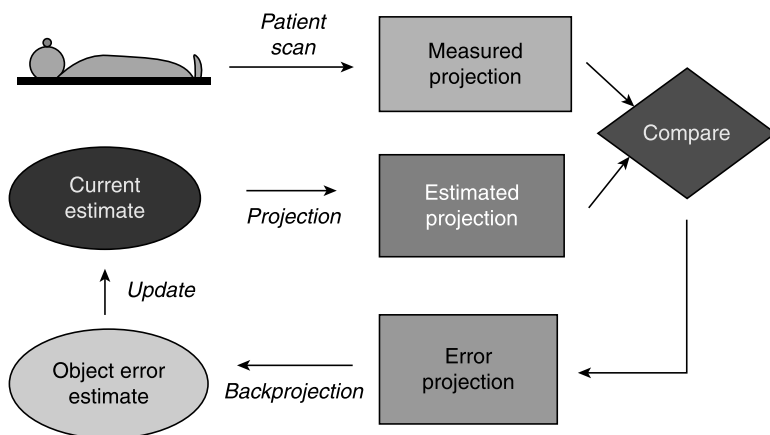 Patient
scan
Measured
projection
Compare
Current
estimate
Projection
Estimated
projection
Update
Object error
estimate
Backprojection
Error
projection